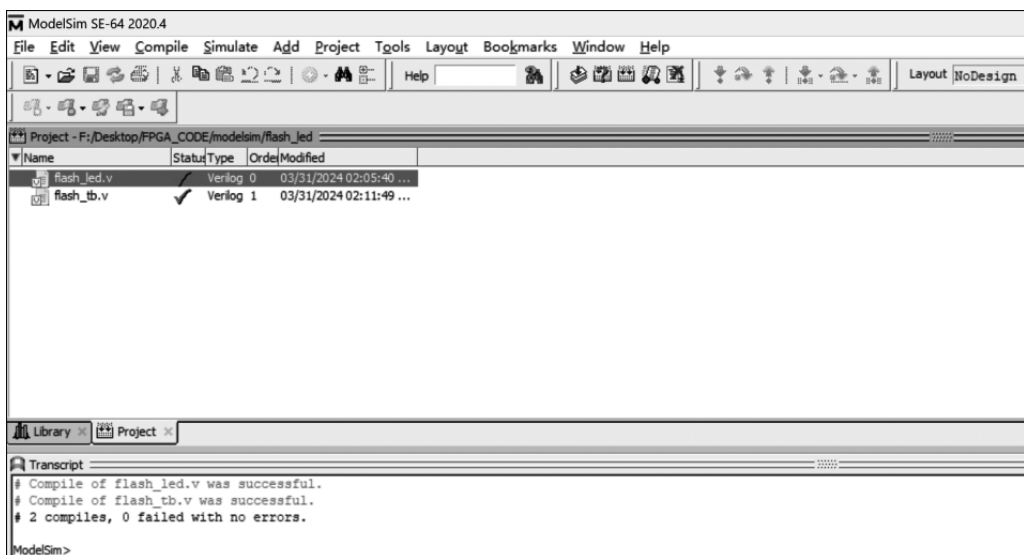 ModelSim SE-64 2020.4
File Edit View Compile Simulate Add Project Tools Layout Bookmarks Window Help
Help Layout NoDesign
Project - F:/Desktop/FPGA_CODE/modelsim/flash_led
Name Status Type Order Modified
flash_led.v Verilog 0 03/31/2024 02:05:40 ...
flash_tb.v Verilog 1 03/31/2024 02:11:49 ...
Library Project
Transcript
# Compile of flash_led.v was successful.
# Compile of flash_tb.v was successful.
# 2 compiles, 0 failed with no errors.
ModelSim>